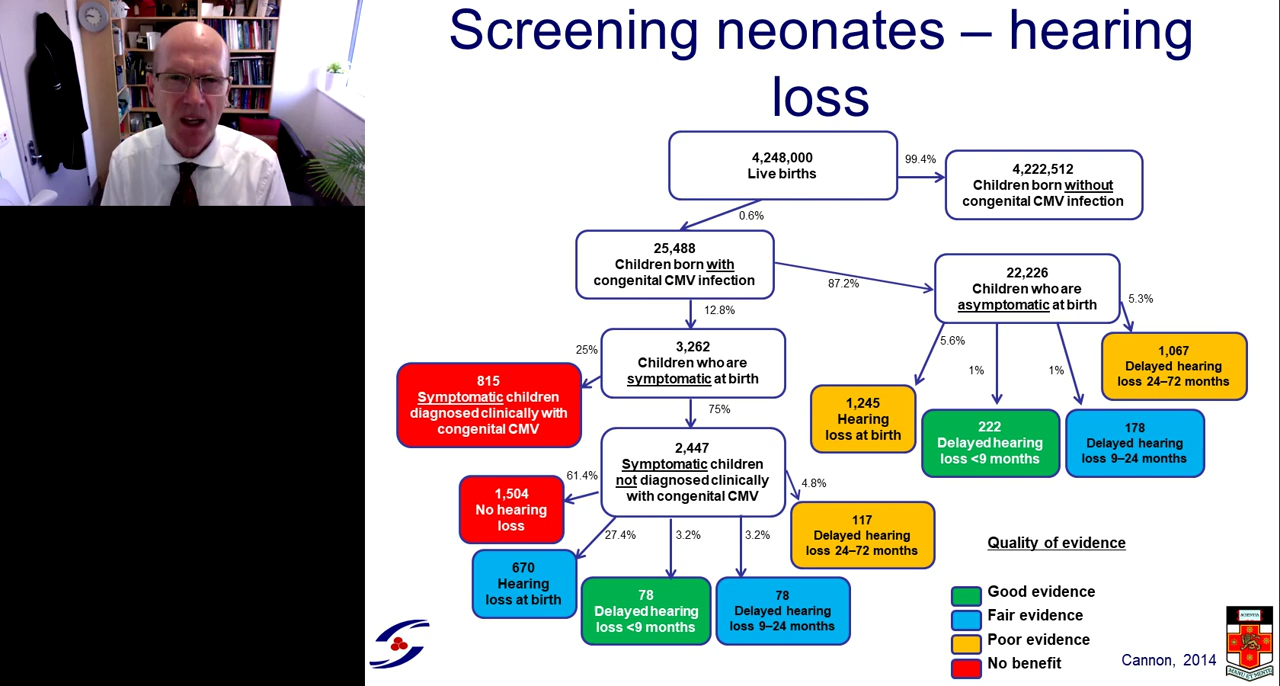 Screening neonates – hearing
loss
4,248,000
Live births
99.4%
4,222,512
Children born without
congenital CMV infection
0.6%
25,488
Children born with
congenital CMV infection
87.2%
22,226
Children who are
asymptomatic at birth
5.3%
12.8%
3,262
Children who are
symptomatic at birth
25%
815
Symptomatic children
diagnosed clinically with
congenital CMV
75%
5.6%
1%
1%
1,067
Delayed hearing
loss 24–72 months
1,245
Hearing
loss at birth
222
Delayed hearing
loss <9 months
178
Delayed hearing
loss 9–24 months
2,447
Symptomatic children
not diagnosed clinically
with congenital CMV
61.4%
1,504
No hearing
loss
4.8%
117
Delayed hearing
loss 24–72 months
27.4%
3.2%
3.2%
670
Hearing
loss at birth
78
Delayed hearing
loss <9 months
78
Delayed hearing
loss 9–24 months
Quality of evidence
Good evidence
Fair evidence
Poor evidence
No benefit
Cannon, 2014
SCIENTIA
MANU ET MENTE